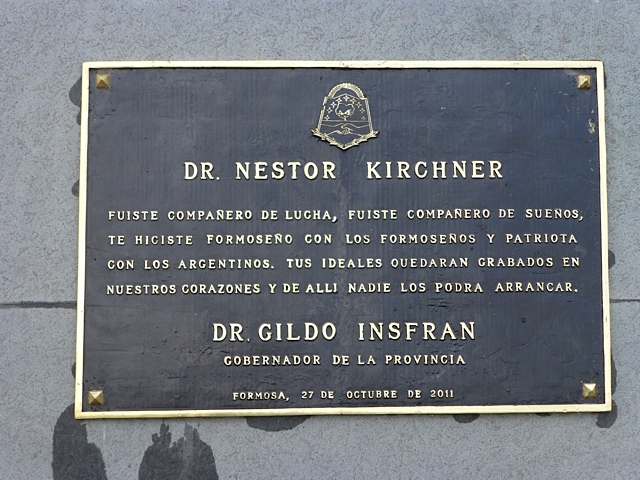 DR. NESTOR KIRCHNER
FUISTE COMPAÑERO DE LUCHA, FUISTE COMPAÑERO DE SUEÑOS,
TE HICISTE FORMOSEÑO CON LOS FORMOSEÑOS Y PATRIOTA
CON LOS ARGENTINOS. TUS IDEALES QUEDARAN GRABADOS EN
NUESTROS CORAZONES Y DE ALLI NADIE LOS PODRA ARRANCAR.
DR. GILDO INSFRAN
GOBERNADOR DE LA PROVINCIA
FORMOSA, 27 DE OCTUBRE DE 2011